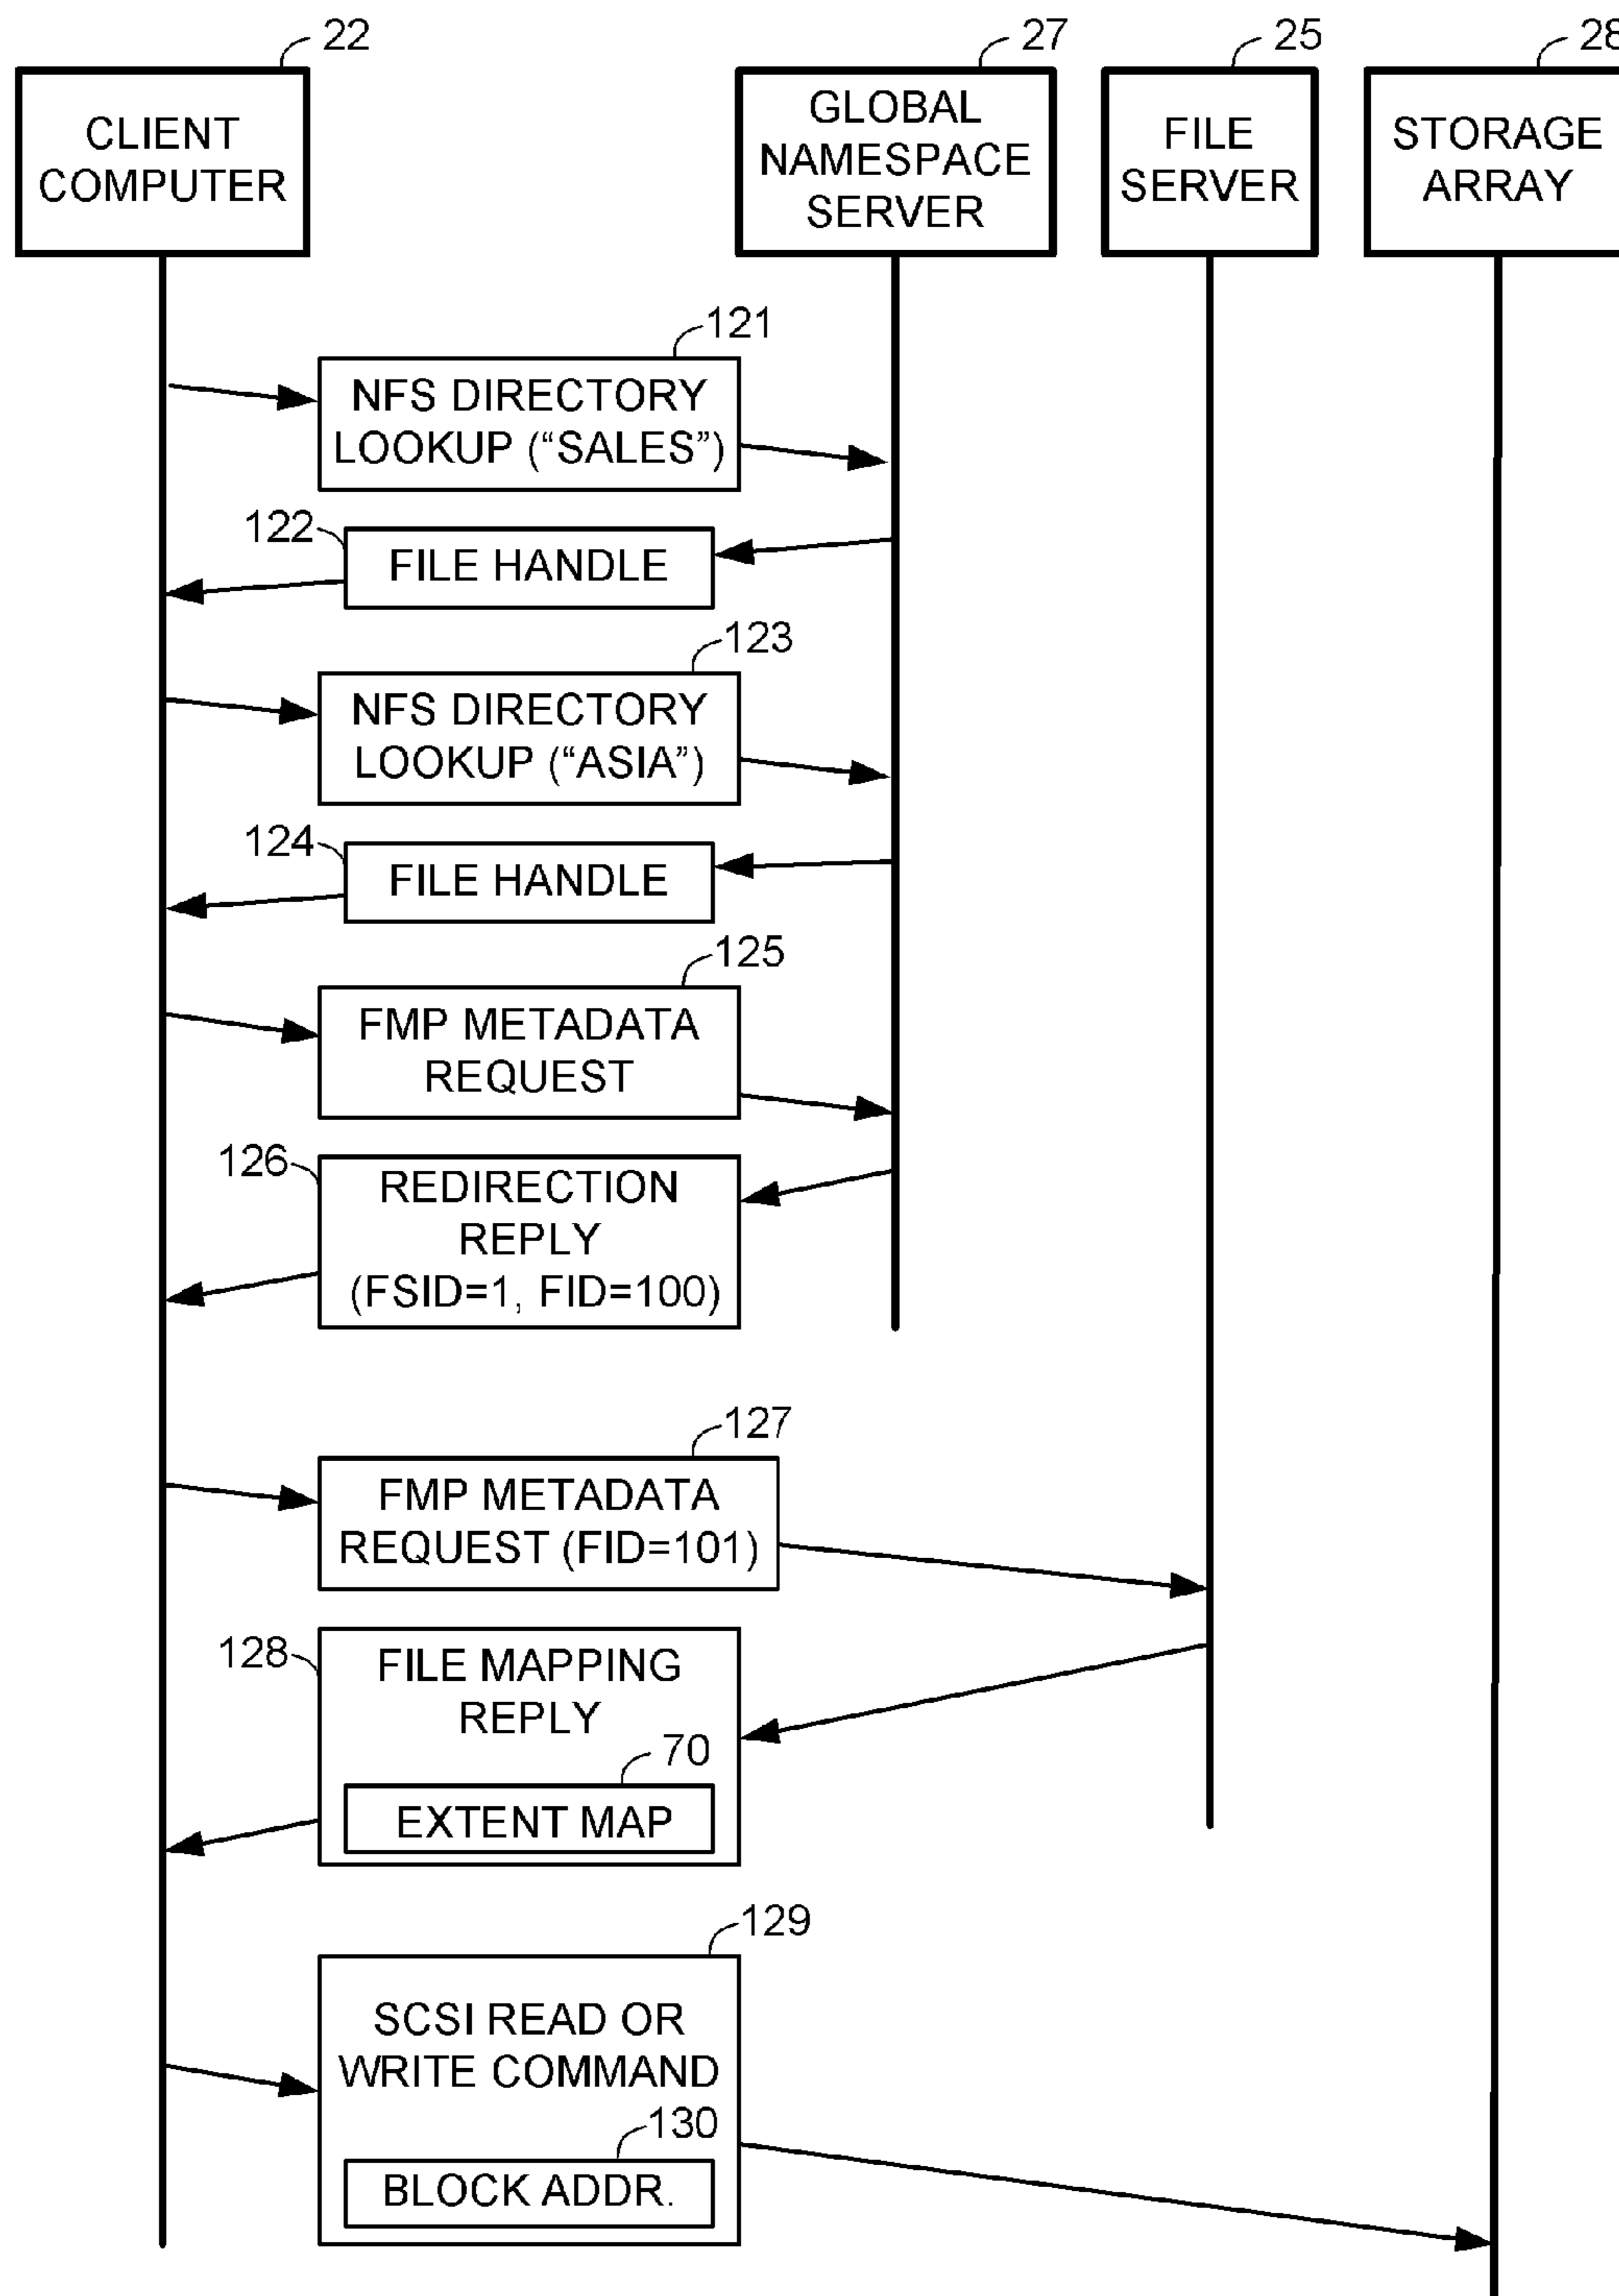 22
27
25
28
CLIENT
COMPUTER
GLOBAL
NAMESPACE
SERVER
FILE
SERVER
STORAGE
ARRAY
121
NFS DIRECTORY
LOOKUP (“SALES”)
122
FILE HANDLE
123
NFS DIRECTORY
LOOKUP (“ASIA”)
124
FILE HANDLE
125
FMP METADATA
REQUEST
126
REDIRECTION
REPLY
(FSID=1, FID=100)
127
FMP METADATA
REQUEST (FID=101)
128
FILE MAPPING
REPLY
70
EXTENT MAP
129
SCSI READ OR
WRITE COMMAND
130
BLOCK ADDR.